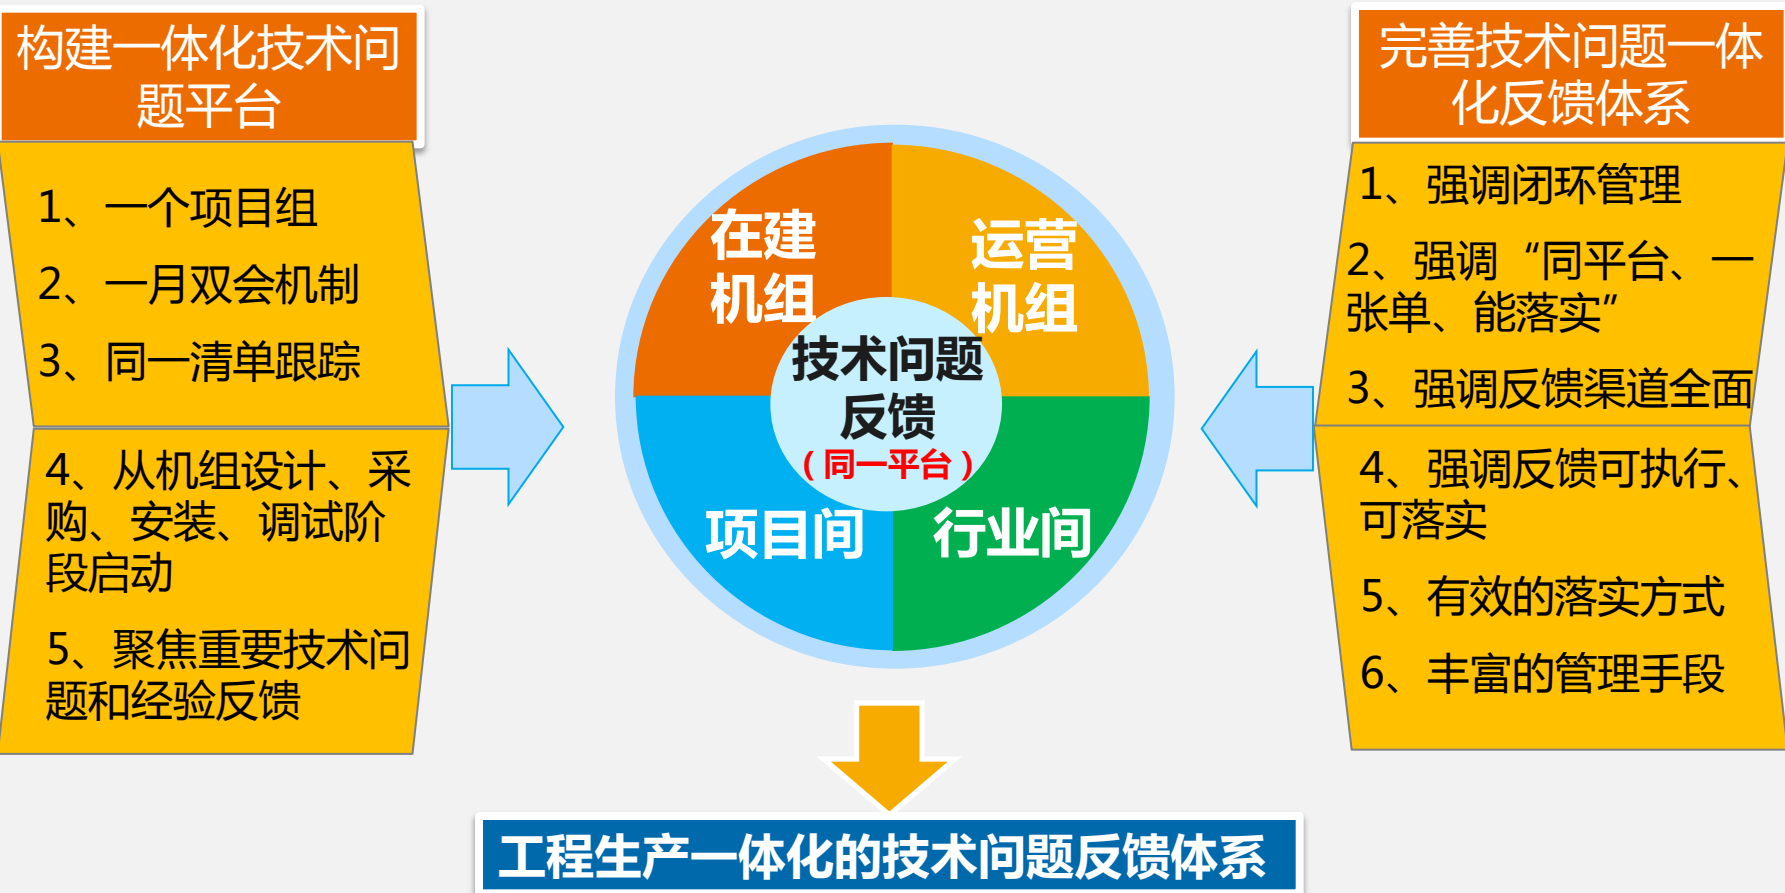 构建一体化技术问
题平台
1、一个项目组
2、一月双会机制
3、同一清单跟踪
4、从机组设计、采
购、安装、调试阶
段启动
5、聚焦重要技术问
题和经验反馈
在建
机组
运营
机组
技术问题
反馈
（同一平台）
项目间
行业间
完善技术问题一体
化反馈体系
1、强调闭环管理
2、强调“同平台、一
张单、能落实”
3、强调反馈渠道全面
4、强调反馈可执行、
可落实
5、有效的落实方式
6、丰富的管理手段
工程生产一体化的技术问题反馈体系